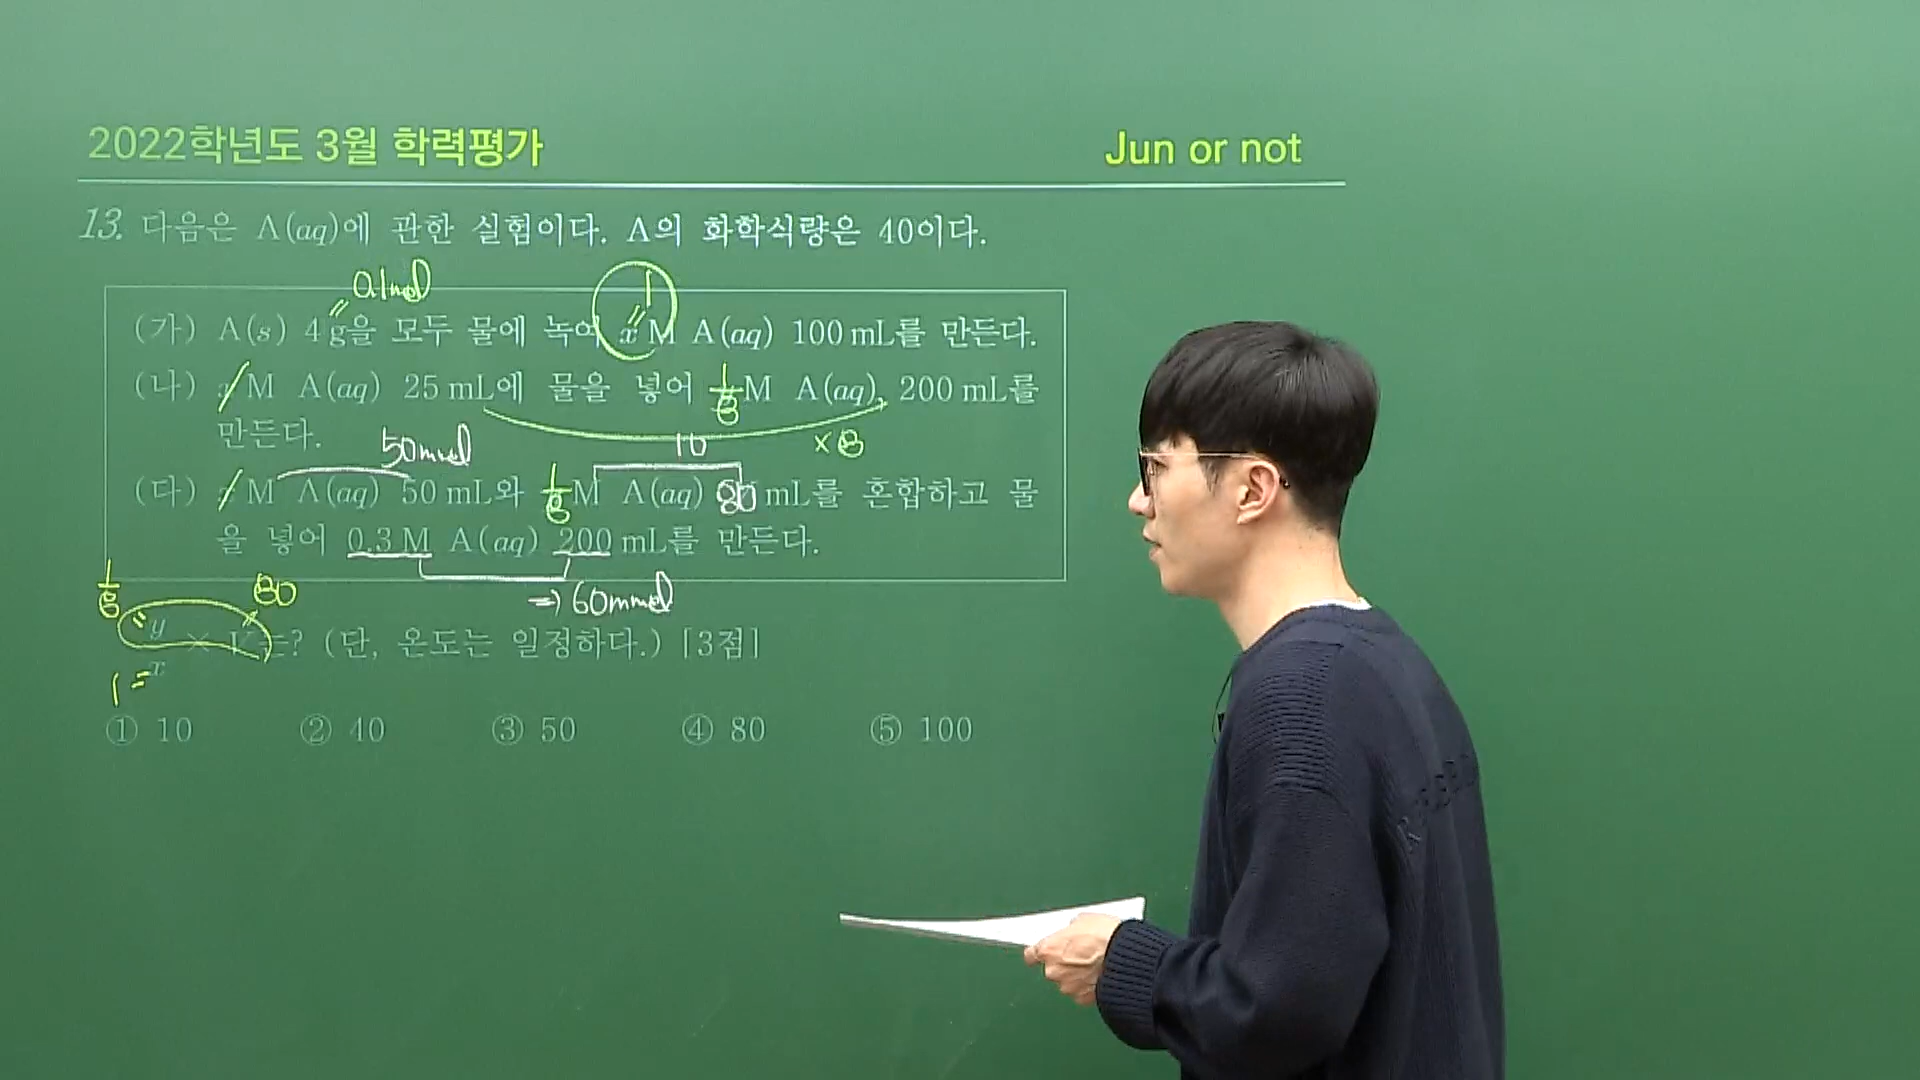 2022학년도 3월 학력평가
Jun or not
13. 다음은 A(aq)에 관한 실험이다. A의 화학식량은 40이다.
0.1mol
1
(가) A(s) 4 g을 모두 물에 녹여 x M A(aq) 100 mL를 만든다.
(나) x M A(aq) 25 mL에 물을 넣어 1/8 M A(aq) 200 mL를
만든다.
×8
50mmol
10
(다) x M A(aq) 50 mL와 1/8 M A(aq) 80 mL를 혼합하고 물
을 넣어 0.3 M A(aq) 200 mL를 만든다.
⇒ 60mmol
1/8
80
y/x × V는? (단, 온도는 일정하다.) [3점]
1 =
① 10 ② 40 ③ 50 ④ 80 ⑤ 100